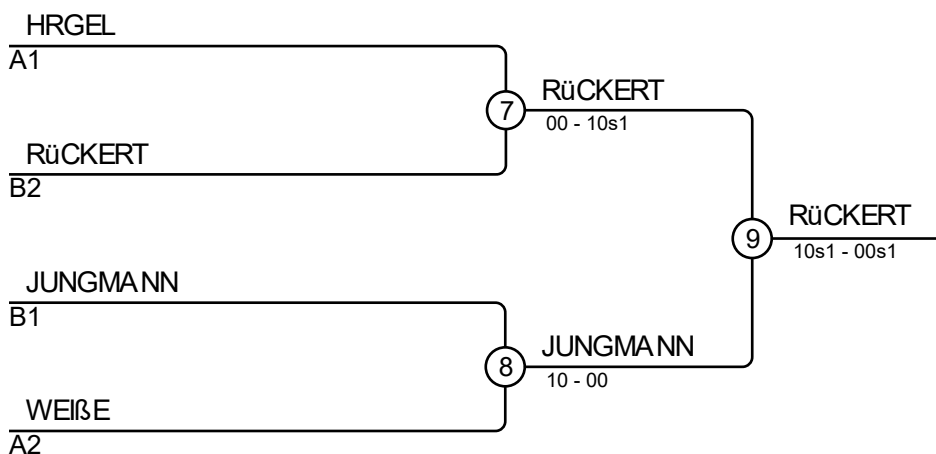 HRGEL
A1
7
RüCKERT
00 - 10s1
RüCKERT
B2
9
RüCKERT
10s1 - 00s1
JUNGMANN
B1
8
JUNGMANN
10 - 00
WEIßE
A2